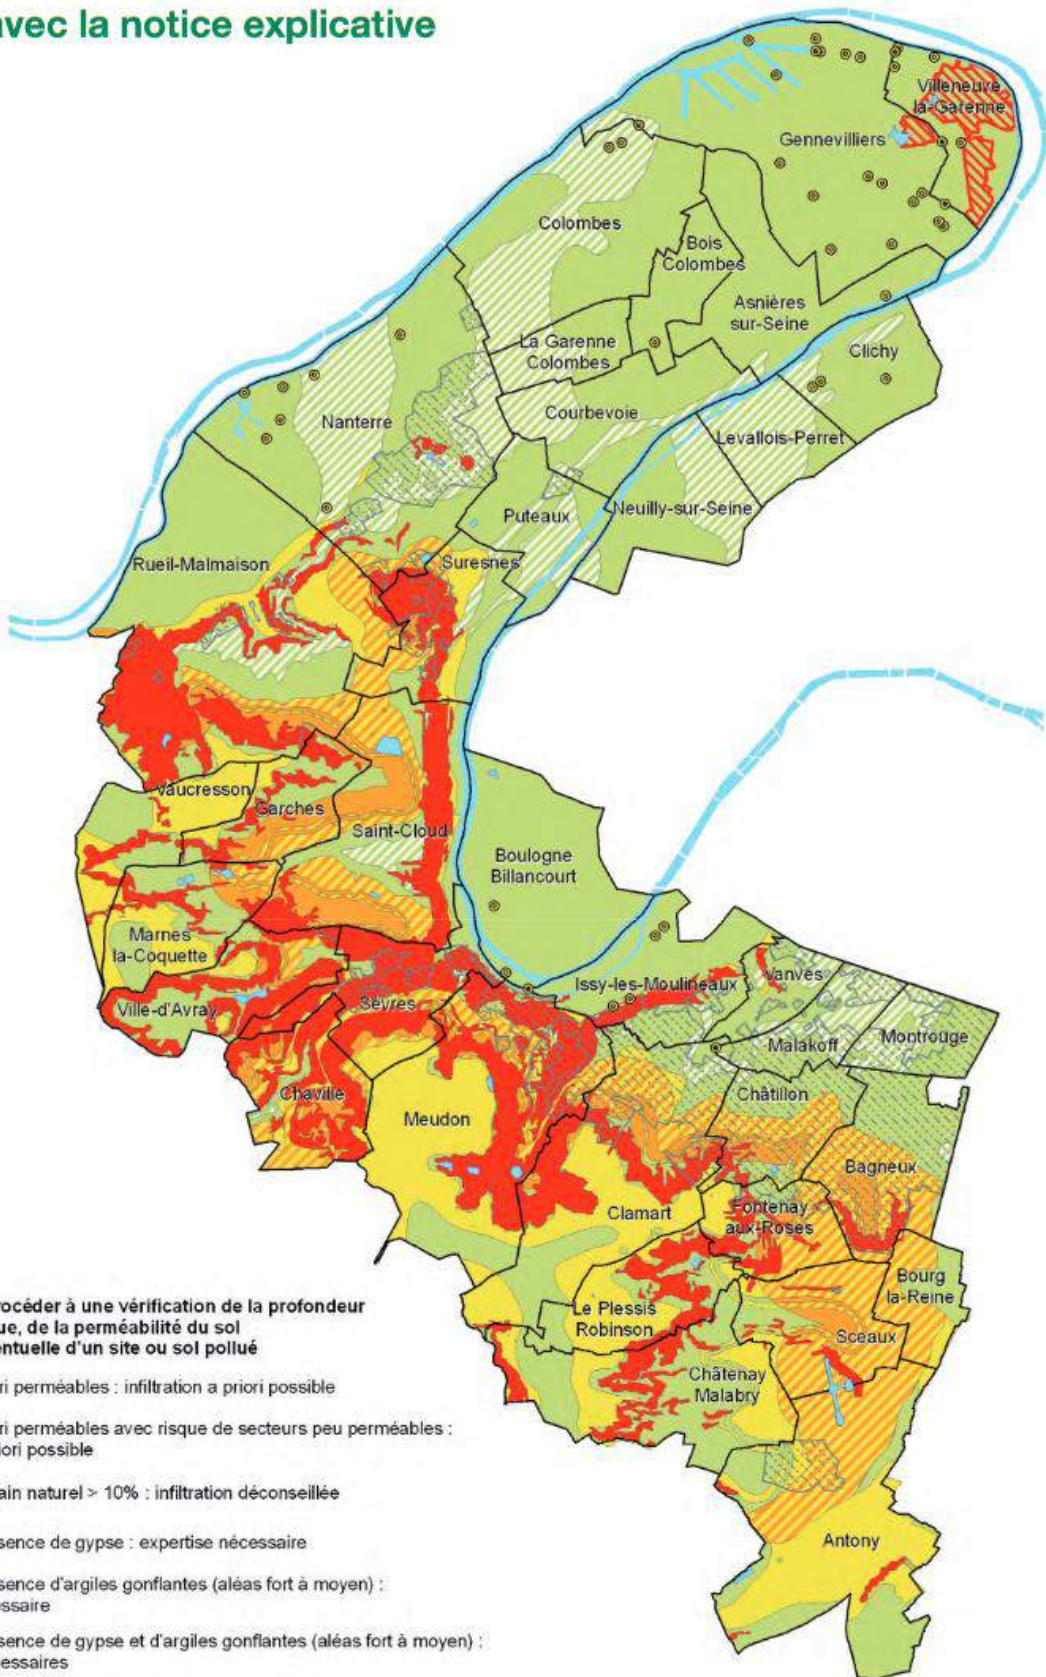 avec la notice explicative
Villeneuve
la-Garenne
Gennevilliers
Colombes
Bois
Colombes
Asnières
sur-Seine
La Garenne
Colombes
Clichy
Nanterre
Courbevoie
Levallois-Perret
Puteaux
Neuilly-sur-Seine
Rueil-Malmaison
Suresnes
Vaucresson
Garches
Saint-Cloud
Boulogne
Billancourt
Marnes
la-Coquette
Issy-les-Moulineaux
Vanves
Ville-d'Avray
Sèvres
Malakoff
Montrouge
Chaville
Châtillon
Meudon
Bagneux
Clamart
Fontenay
aux-Roses
Bourg
la-Reine
Le Plessis
Robinson
Sceaux
Châtenay
Malabry
Antony
océder à une vérification de la profondeur
ue, de la perméabilité du sol
entuelle d'un site ou sol pollué
ri perméables : infiltration a priori possible
ri perméables avec risque de secteurs peu perméables :
iori possible
ain naturel > 10% : infiltration déconseillée
sence de gypse : expertise nécessaire
sence d'argiles gonflantes (aléas fort à moyen) :
essaire
sence de gypse et d'argiles gonflantes (aléas fort à moyen) :
essaires